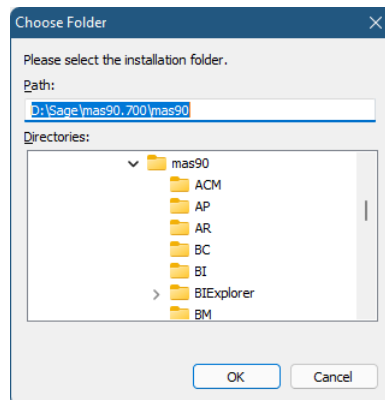 Choose Folder
Please select the installation folder.
Path:
D:\Sage\mas90.700\mas90
Directories:
mas90
ACM
AP
AR
BC
BI
BIExplorer
BM
OK
Cancel